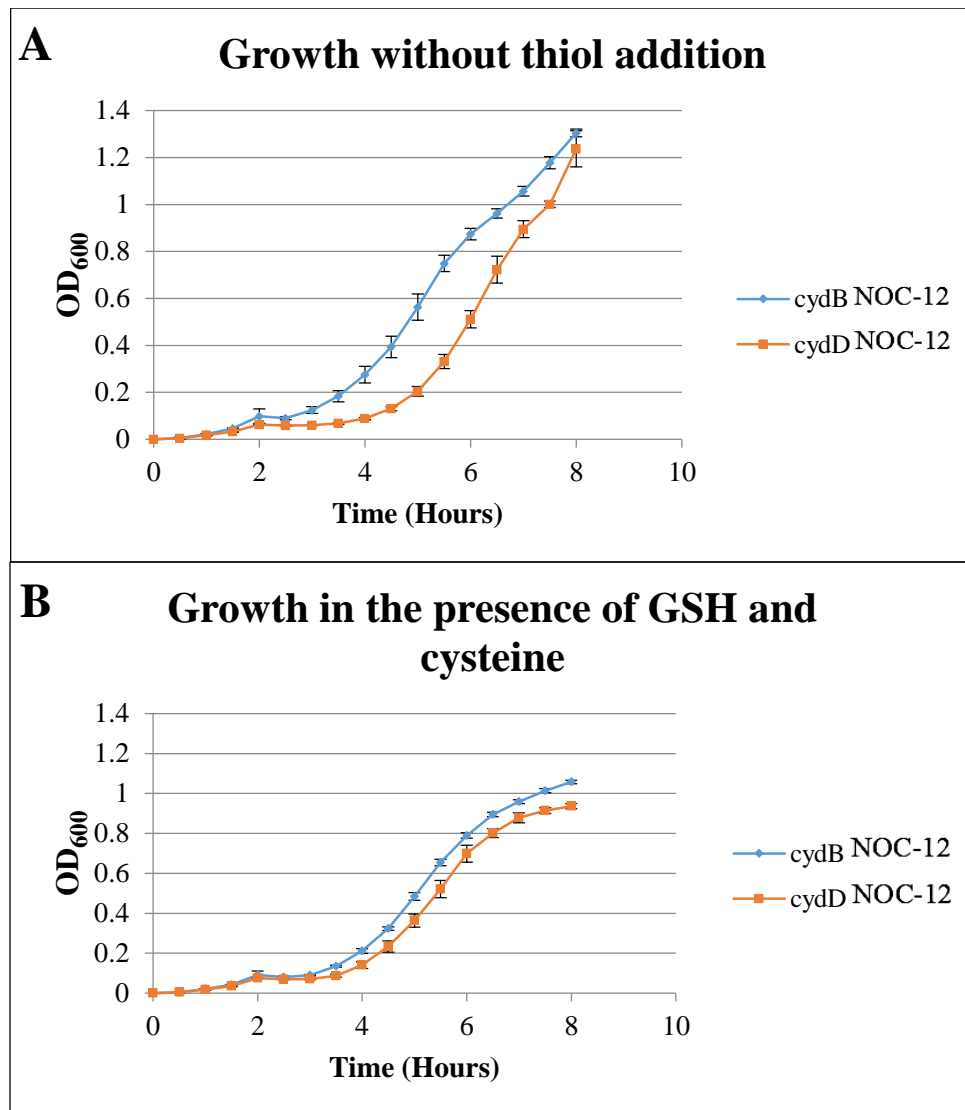 A
Growth without thiol addition
1.4
1.2
1
0.8
0.6
0.4
0.2
0
OD600
0 2 4 6 8 10
Time (Hours)
cydB NOC-12
cydD NOC-12
B
Growth in the presence of GSH and
cysteine
1.4
1.2
1
0.8
0.6
0.4
0.2
0
OD600
0 2 4 6 8 10
Time (Hours)
cydB NOC-12
cydD NOC-12